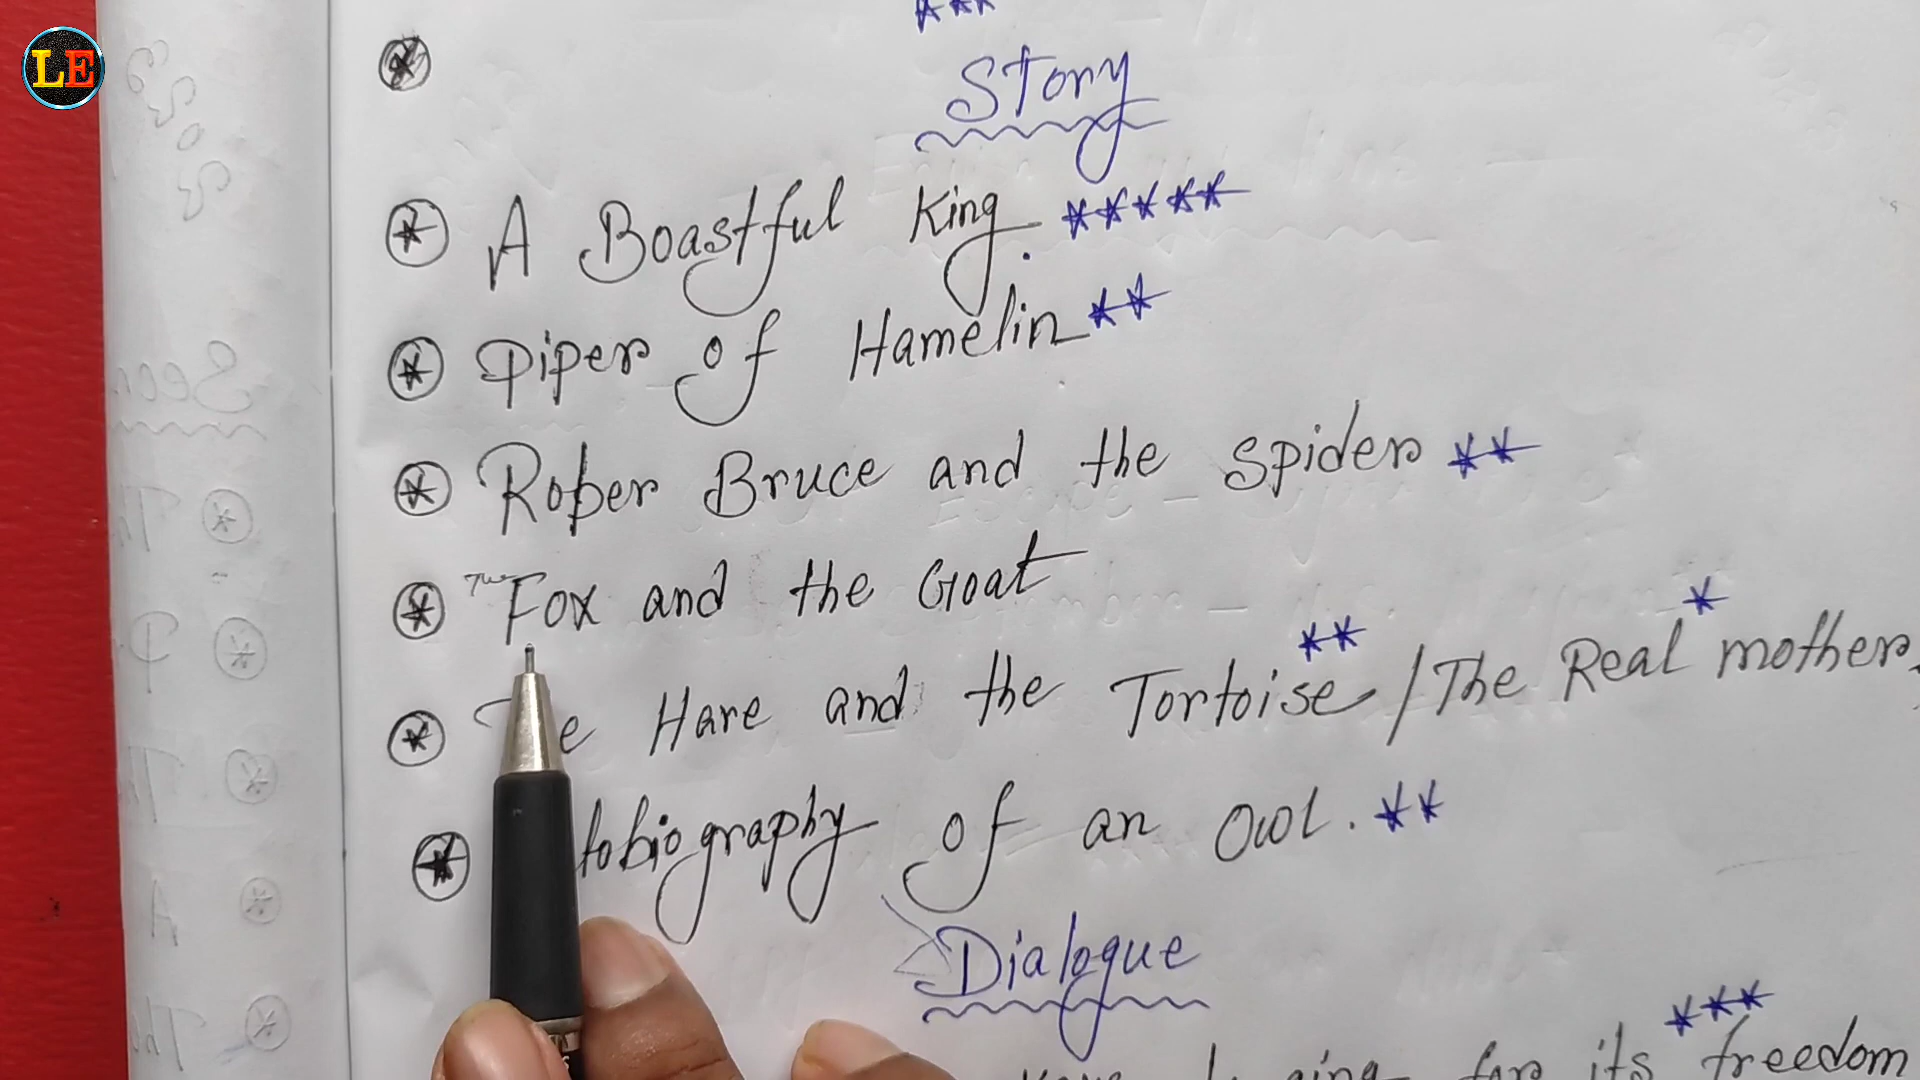 LE
***
Story
A Boastful King. *****
Piper of Hamelin **
Rober Bruce and the spider **
The Fox and the Goat
Hare and the Tortoise ** / The Real mother, *
of an Owl. **
Dialogue
for its freedom ***